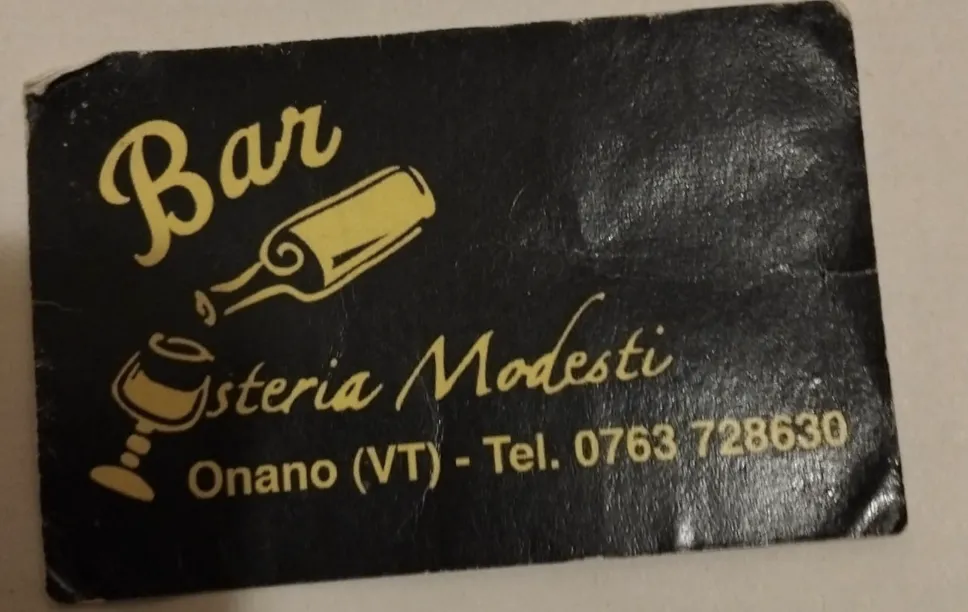 Bar
Osteria Modesti
Onano (VT) - Tel. 0763 728630